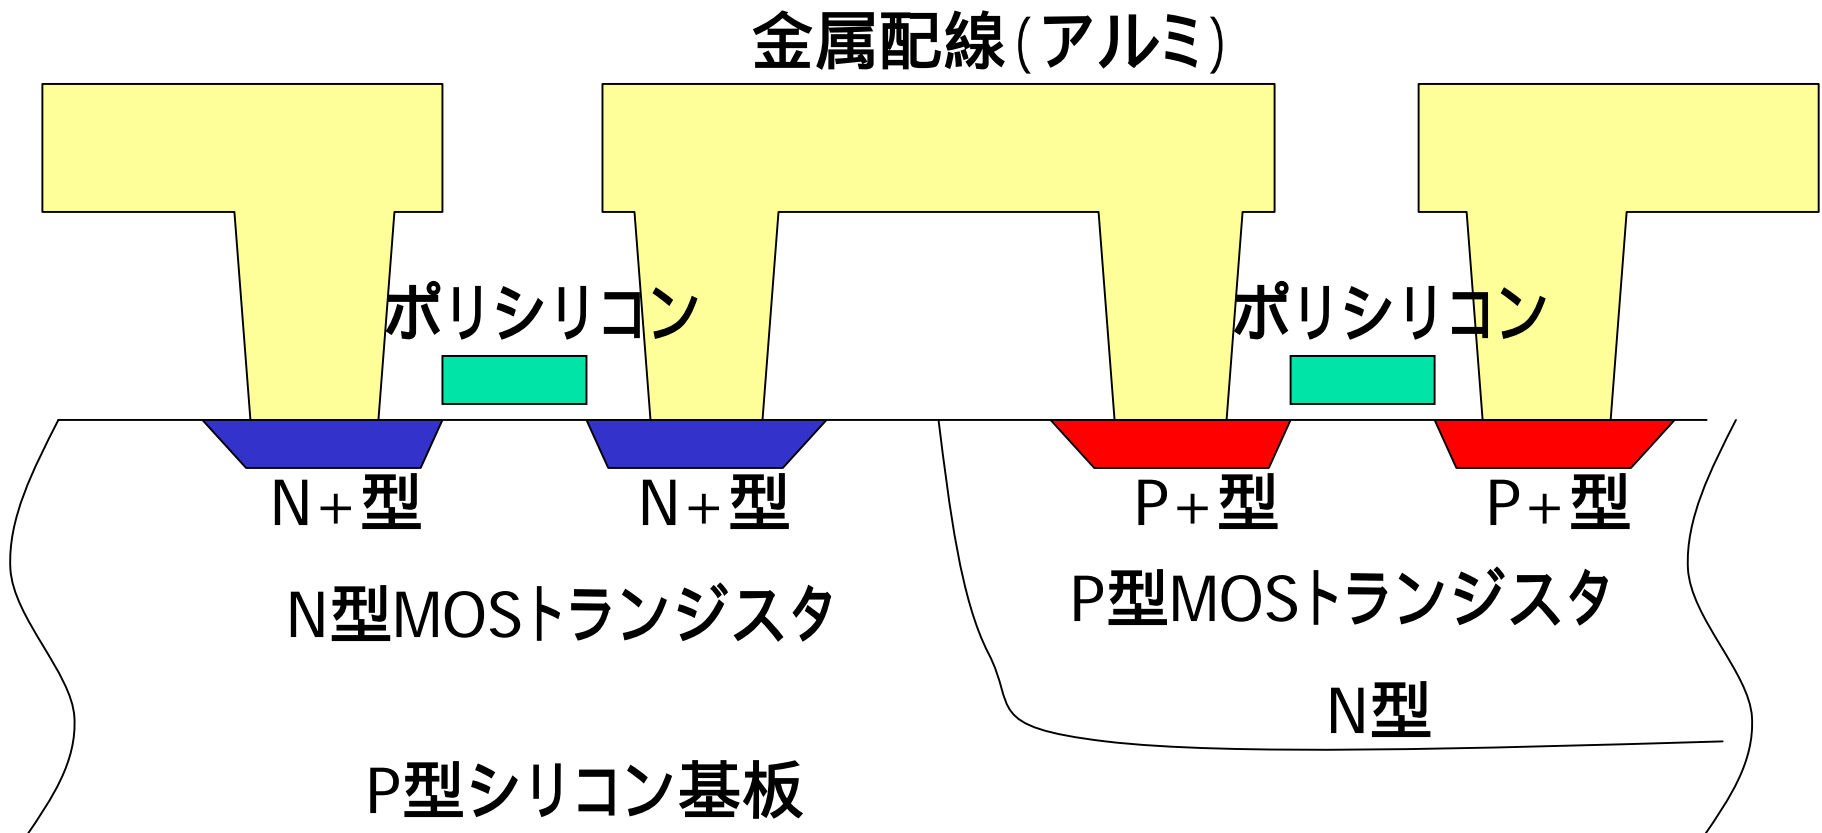 金属配線(アルミ)
ポリシリコン
ポリシリコン
N+型
N+型
P+型
P+型
N型MOSトランジスタ
P型MOSトランジスタ
N型
P型シリコン基板